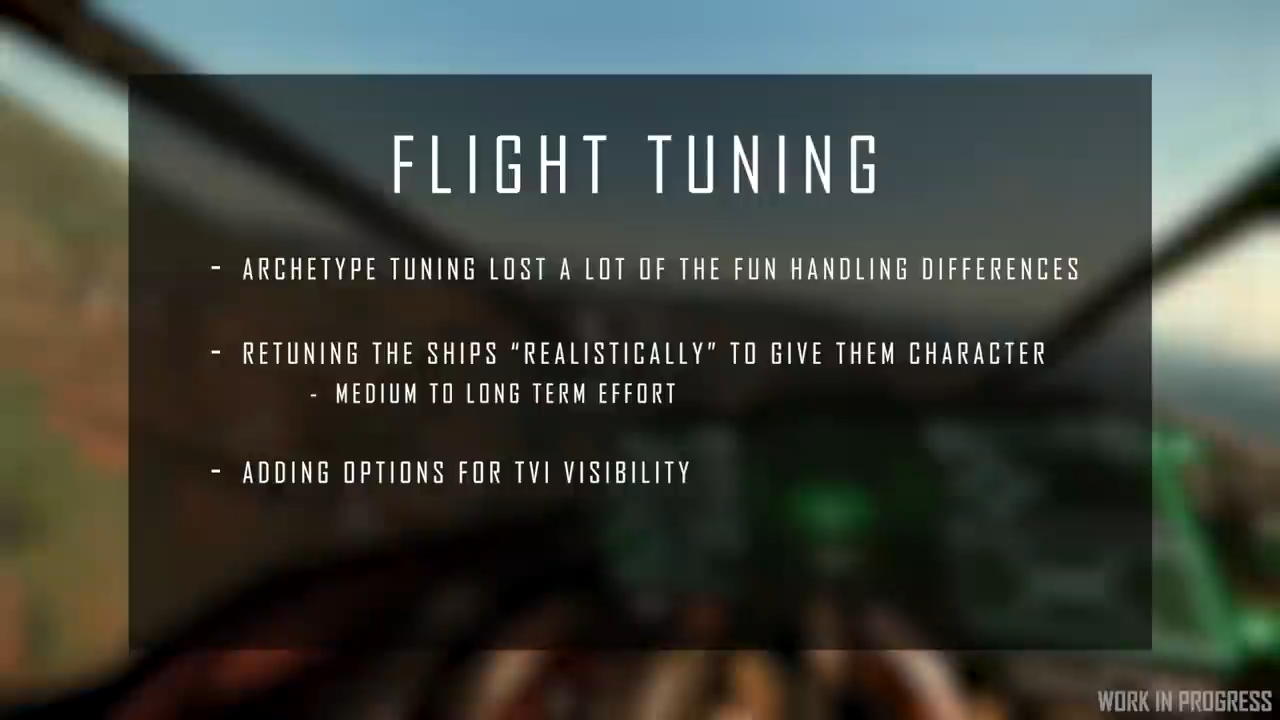 FLIGHT TUNING
- ARCHETYPE TUNING LOST A LOT OF THE FUN HANDLING DIFFERENCES
- RETUNING THE SHIPS “REALISTICALLY” TO GIVE THEM CHARACTER
- MEDIUM TO LONG TERM EFFORT
- ADDING OPTIONS FOR TVI VISIBILITY
WORK IN PROGRESS